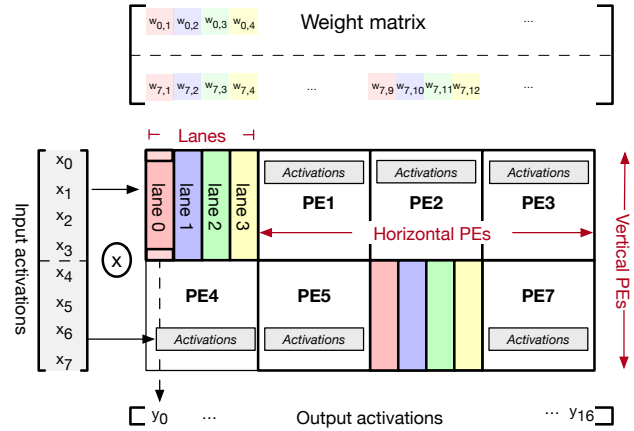 Weight matrix
w0,1 w0,2 w0,3 w0,4 ...
w7,1 w7,2 w7,3 w7,4 ... w7,9 w7,10 w7,11 w7,12 ...
Lanes
Input activations
x0
x1
x2
x3
x4
x5
x6
x7
X
lane 0
lane 1
lane 2
lane 3
Activations Activations Activations
PE1 PE2 PE3
Horizontal PEs
Vertical PEs
PE4 PE5 PE7
Activations Activations Activations
y0 ... Output activations ... y16